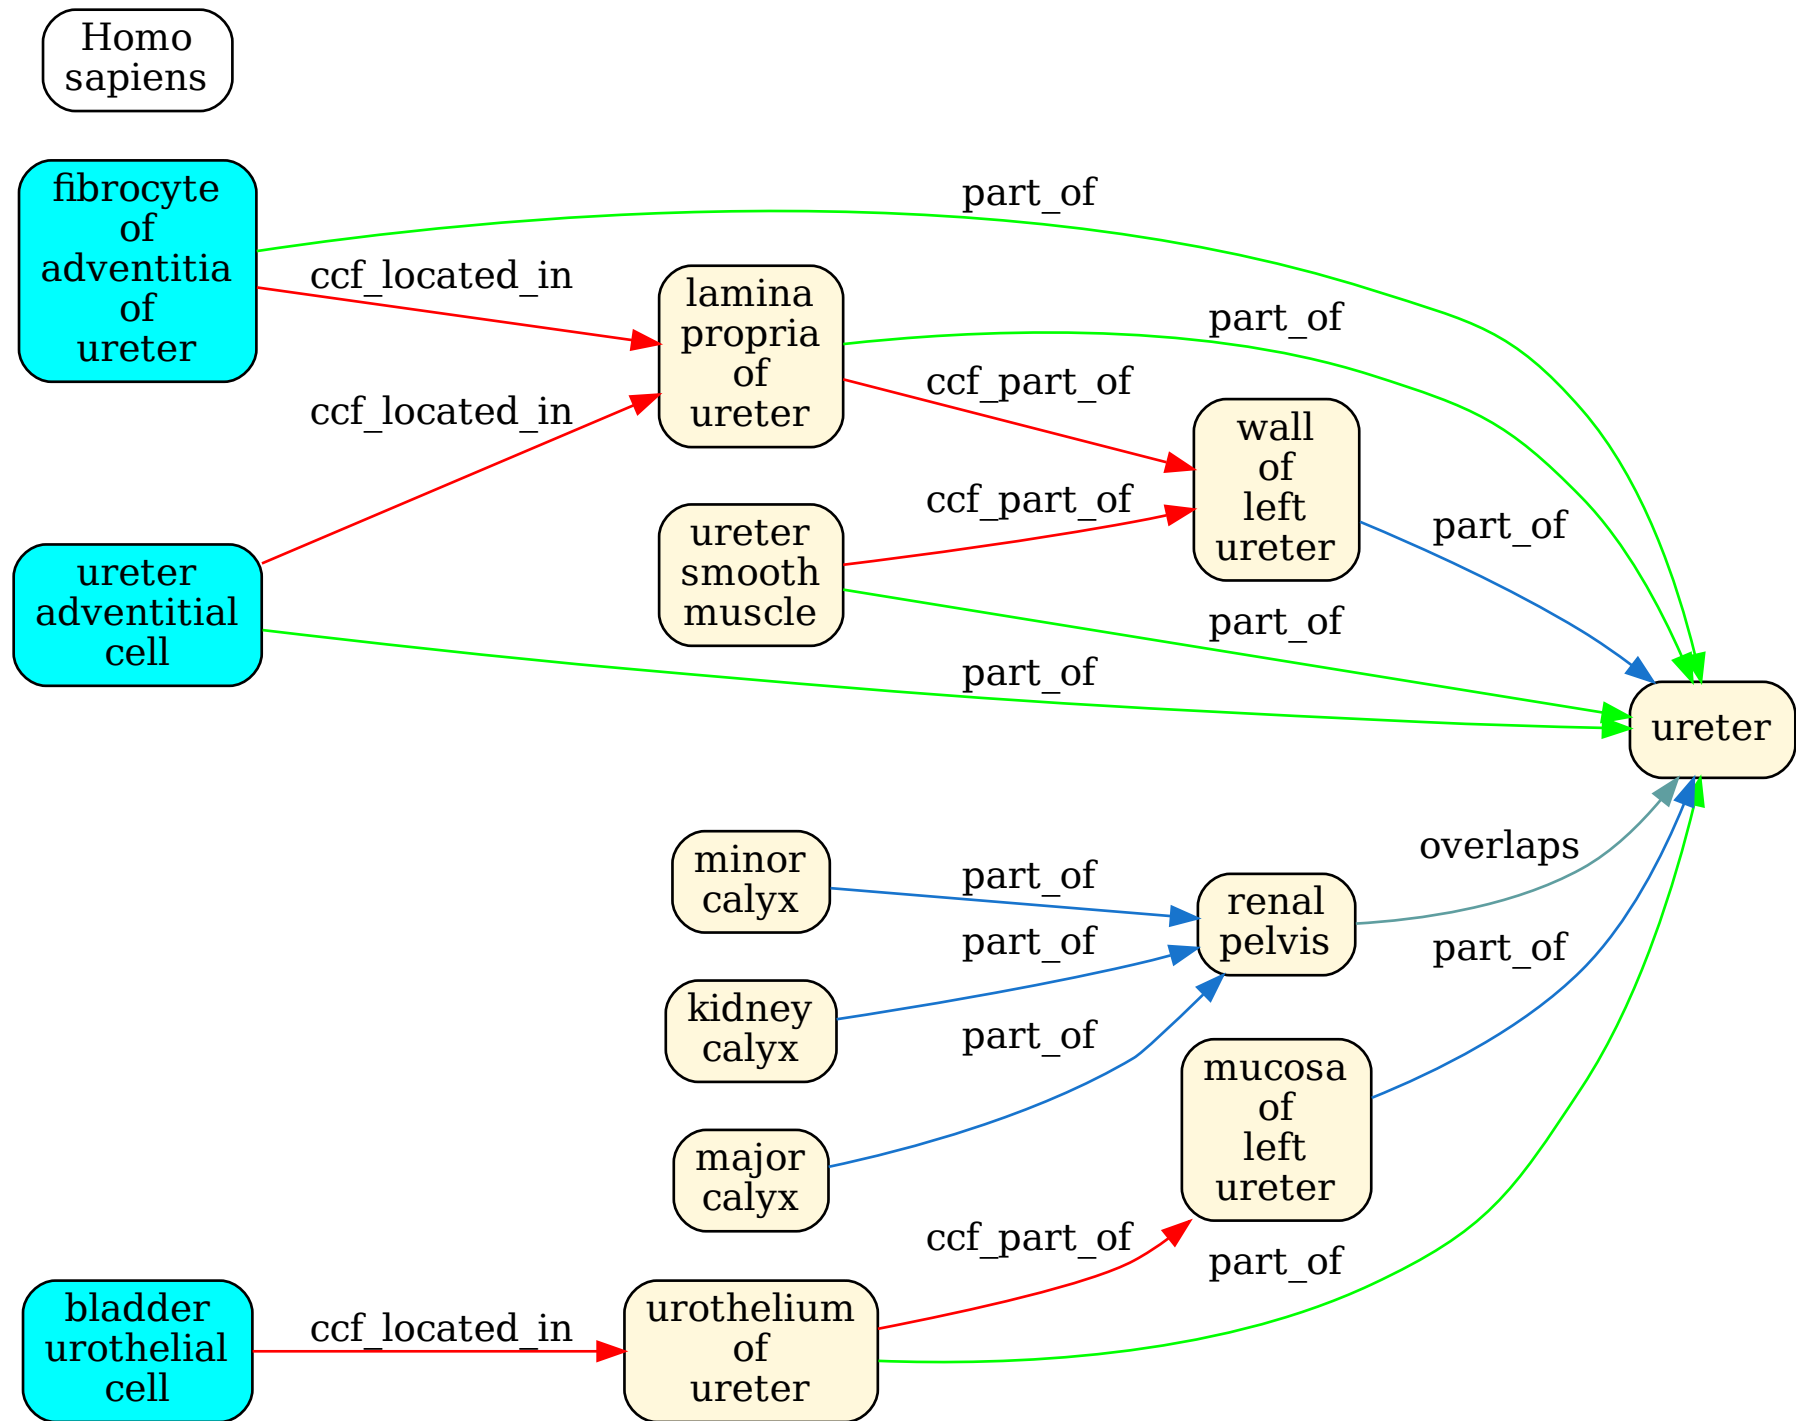 Homo
sapiens
fibrocyte
of
adventitia
of
ureter
part_of
ccf_located_in
lamina
propria
of
ureter
part_of
ccf_part_of
ccf_located_in
wall
of
left
ureter
ureter
smooth
muscle
ccf_part_of
part_of
ureter
adventitial
cell
part_of
part_of
ureter
minor
calyx
part_of
overlaps
renal
pelvis
kidney
calyx
part_of
part_of
part_of
mucosa
of
left
ureter
major
calyx
ccf_part_of
part_of
bladder
urothelial
cell
ccf_located_in
urothelium
of
ureter